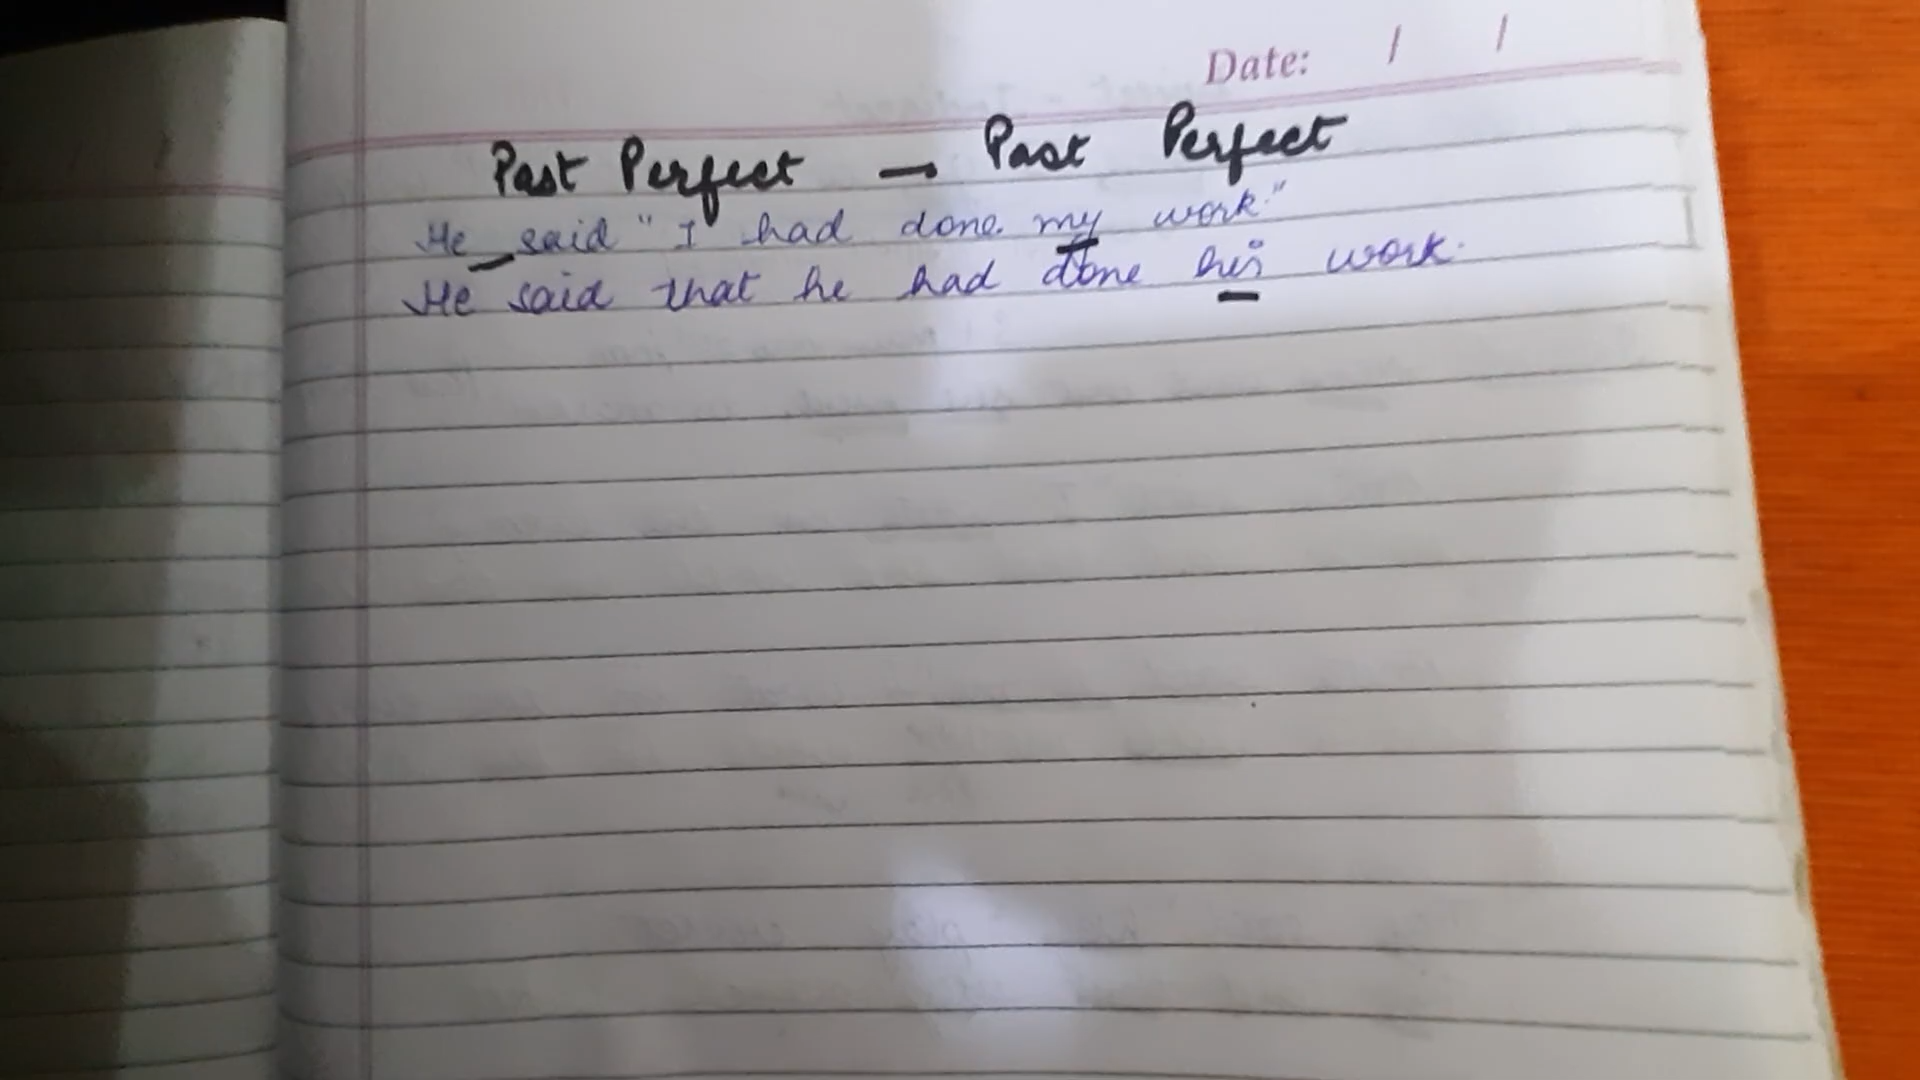 Date: / /
Past Perfect — Past Perfect
He said "I had done my work."
He said that he had done his work.